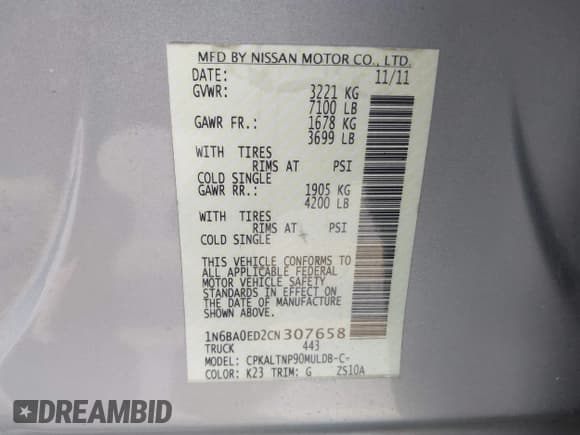 MFD BY NISSAN MOTOR CO., LTD.
DATE: 11/11
GVWR: 3221 KG
7100 LB
GAWR FR.: 1678 KG
3699 LB
WITH TIRES
RIMS AT PSI
COLD SINGLE
GAWR RR.: 1905 KG
4200 LB
WITH TIRES
RIMS AT PSI
COLD SINGLE
THIS VEHICLE CONFORMS TO
ALL APPLICABLE FEDERAL
MOTOR VEHICLE SAFETY
STANDARDS IN EFFECT ON
THE DATE OF MANUFACTURE
SHOWN ABOVE.
1N6BA0ED2CN307658
TRUCK 443
MODEL: CPKALTNP90MULDB-C-
COLOR: K23 TRIM: G ZS10A
DREAMBID